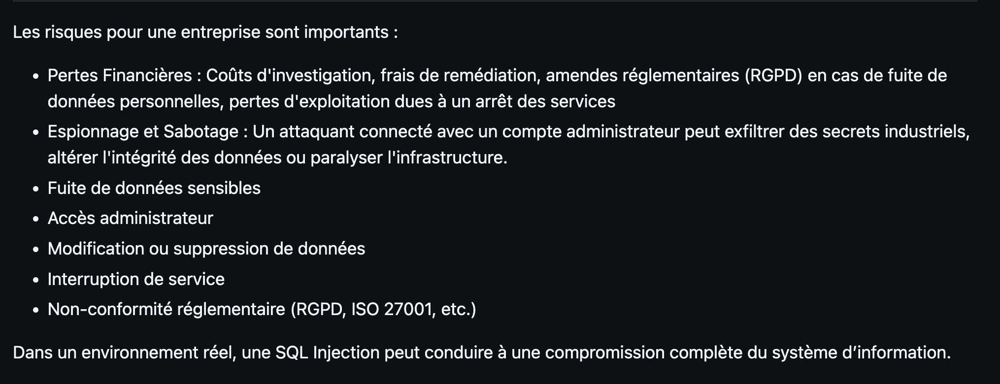 Les risques pour une entreprise sont importants :
• Pertes Financières : Coûts d'investigation, frais de remédiation, amendes réglementaires (RGPD) en cas de fuite de
données personnelles, pertes d'exploitation dues à un arrêt des services
• Espionnage et Sabotage : Un attaquant connecté avec un compte administrateur peut exfiltrer des secrets industriels,
altérer l'intégrité des données ou paralyser l'infrastructure.
• Fuite de données sensibles
• Accès administrateur
• Modification ou suppression de données
• Interruption de service
• Non-conformité réglementaire (RGPD, ISO 27001, etc.)
Dans un environnement réel, une SQL Injection peut conduire à une compromission complète du système d’information.